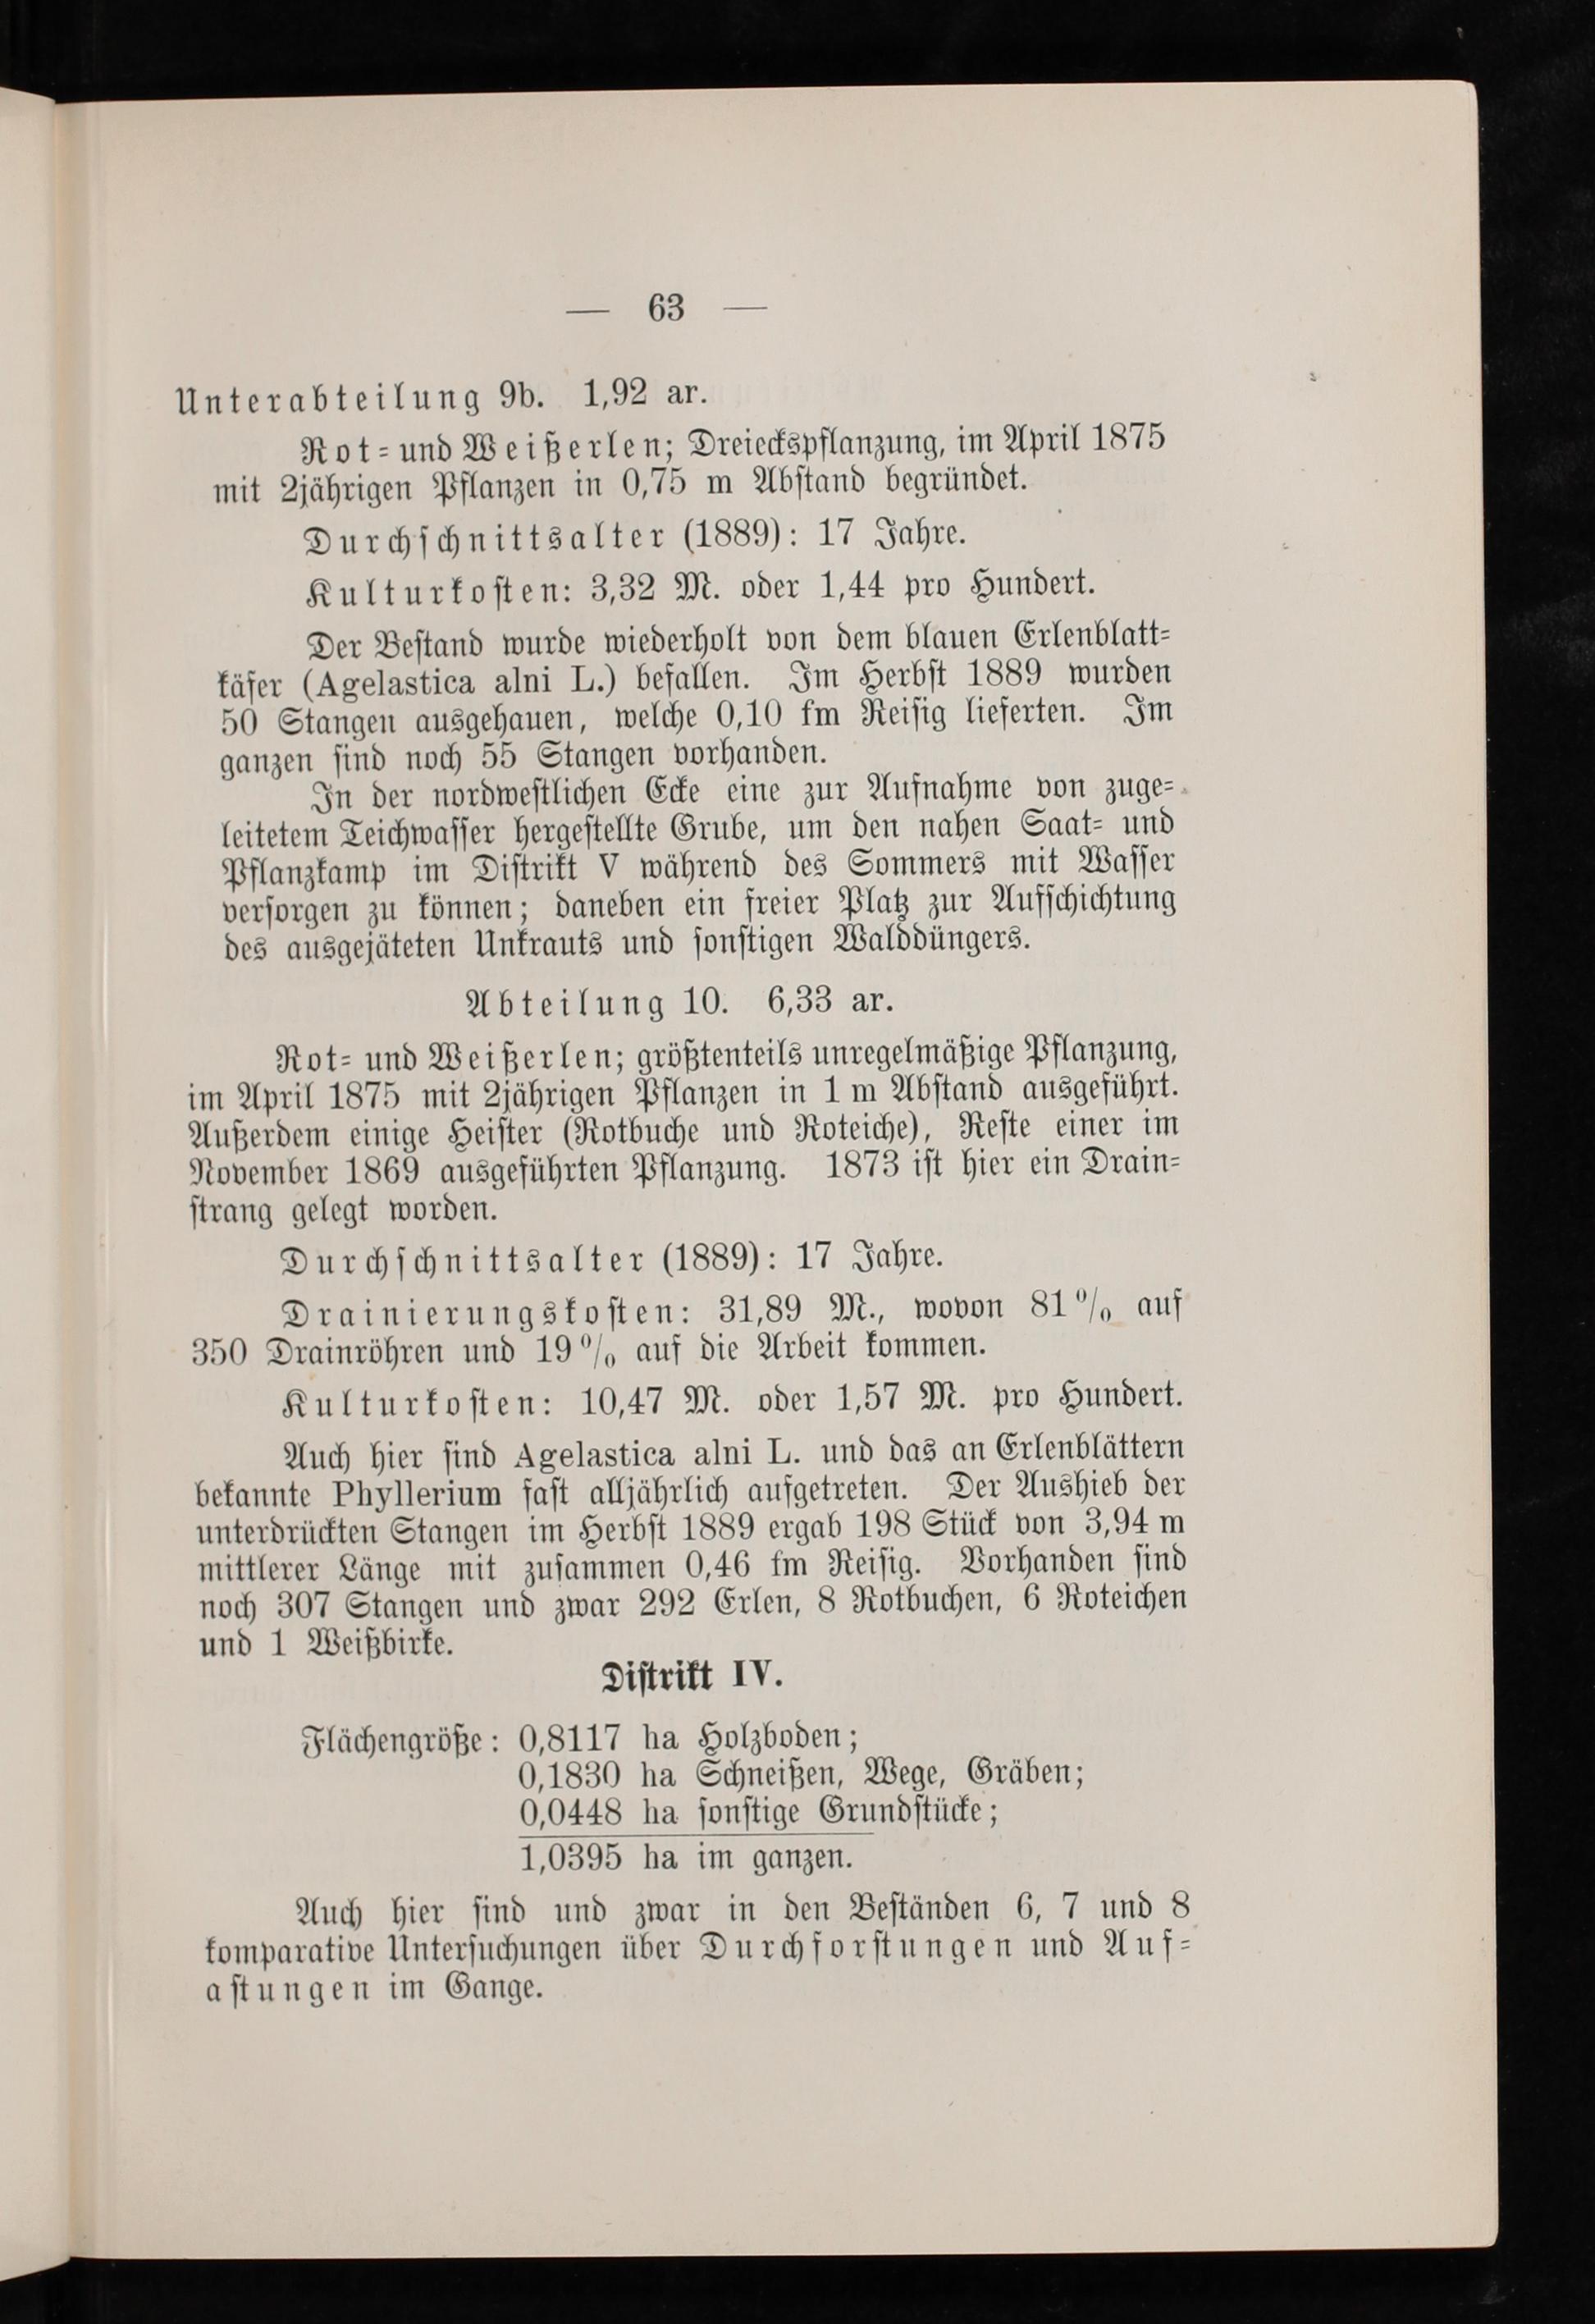 — 63 —
Unterabteilung 9b. 1,92 ar.
Rot- und Weißerlen; Dreieckspflanzung, im April 1875
mit 2jährigen Pflanzen in 0,75 m Abstand begründet.
Durchschnittsalter (1889): 17 Jahre.
Kulturkosten: 3,32 M. oder 1,44 pro Hundert.
Der Bestand wurde wiederholt von dem blauen Erlenblatt-
käfer (Agelastica alni L.) befallen. Im Herbst 1889 wurden
50 Stangen ausgehauen, welche 0,10 fm Reisig lieferten. Im
ganzen sind noch 55 Stangen vorhanden.
In der nordwestlichen Ecke eine zur Aufnahme von zuge-
leitetem Teichwasser hergestellte Grube, um den nahen Saat- und
Pflanzkamp im Distrikt V während des Sommers mit Wasser
versorgen zu können; daneben ein freier Platz zur Aufschichtung
des ausgejäteten Unkrauts und sonstigen Walddüngers.
Abteilung 10. 6,33 ar.
Rot- und Weißerlen; größtenteils unregelmäßige Pflanzung,
im April 1875 mit 2jährigen Pflanzen in 1 m Abstand ausgeführt.
Außerdem einige Heister (Rotbuche und Roteiche), Reste einer im
November 1869 ausgeführten Pflanzung. 1873 ist hier ein Drain-
strang gelegt worden.
Durchschnittsalter (1889): 17 Jahre.
Drainierungskosten: 31,89 M., wovon 81 % auf
350 Drainröhren und 19 % auf die Arbeit kommen.
Kulturkosten: 10,47 M. oder 1,57 M. pro Hundert.
Auch hier sind Agelastica alni L. und das an Erlenblättern
bekannte Phyllerium fast alljährlich aufgetreten. Der Aushieb der
unterdrückten Stangen im Herbst 1889 ergab 198 Stück von 3,94 m
mittlerer Länge mit zusammen 0,46 fm Reisig. Vorhanden sind
noch 307 Stangen und zwar 292 Erlen, 8 Rotbuchen, 6 Roteichen
und 1 Weißbirke.
Distrikt IV.
Flächengröße: 0,8117 ha Holzboden;
0,1830 ha Schneißen, Wege, Gräben;
0,0448 ha sonstige Grundstücke;
1,0395 ha im ganzen.
Auch hier sind und zwar in den Beständen 6, 7 und 8
komparative Untersuchungen über Durchforstungen und Auf-
astungen im Gange.